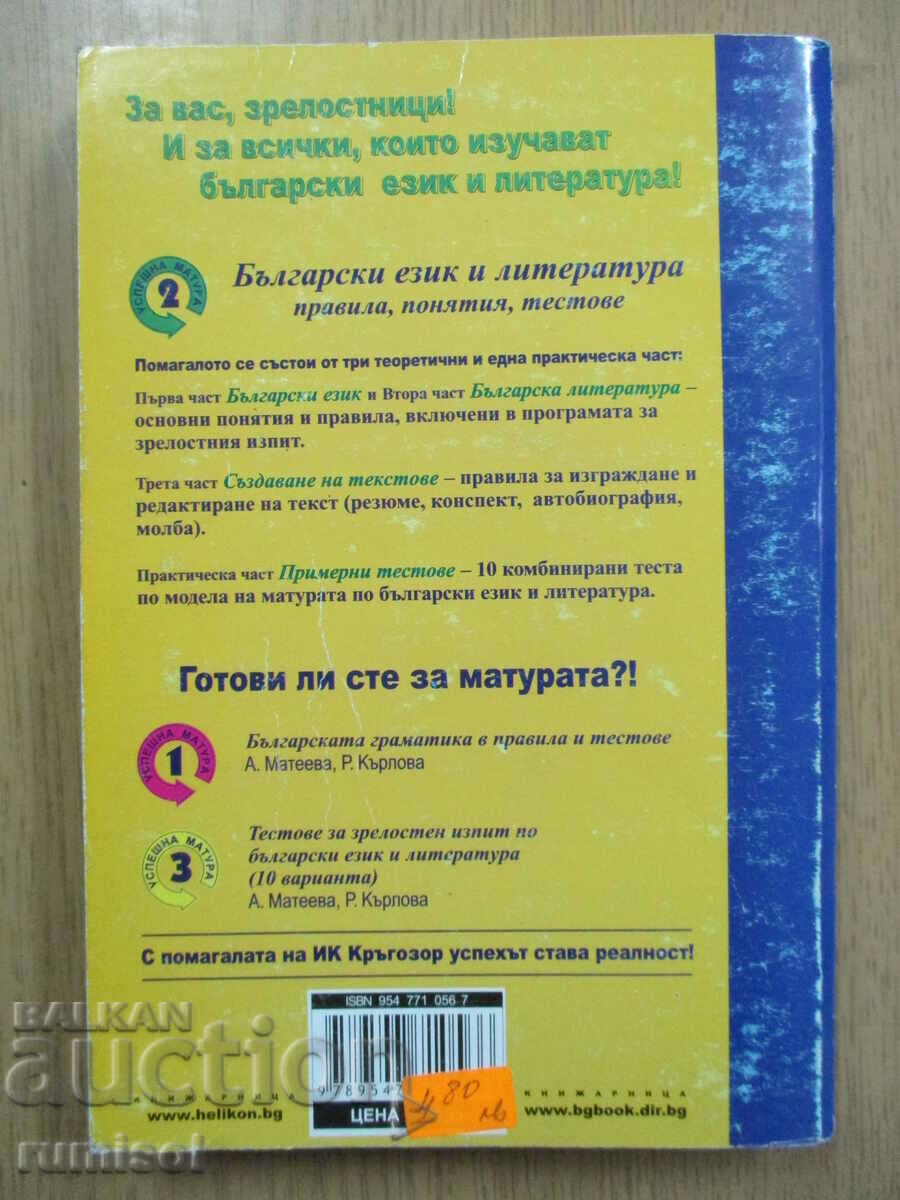 За вас, зрелостници!
И за всички, които изучават
български език и литература!
УСПЕШНА МАТУРА
2
Български език и литература
правила, понятия, тестове
Помагалото се състои от три теоретични и една практическа част:
Първа част Български език и Втора част Българска литература –
основни понятия и правила, включени в програмата за
зрелостния изпит.
Трета част Създаване на текстове – правила за изграждане и
редактиране на текст (резюме, конспект, автобиография,
молба).
Практическа част Примерни тестове – 10 комбинирани теста
по модела на матурата по български език и литература.
Готови ли сте за матурата?!
УСПЕШНА МАТУРА
1
Българската граматика в правила и тестове
А. Матеева, Р. Кърлова
УСПЕШНА МАТУРА
3
Тестове за зрелостен изпит по
български език и литература
(10 варианта)
А. Матеева, Р. Кърлова
С помагалата на ИК Кръгозор успехът става реалност!
ISBN 954 771 056 7
9 789547
ЦЕНА
80
лв
КНИЖАРНИЦА
www.helikon.bg
КНИЖАРНИЦА
www.bgbook.dir.bg
BALKAN
auction
rumisol